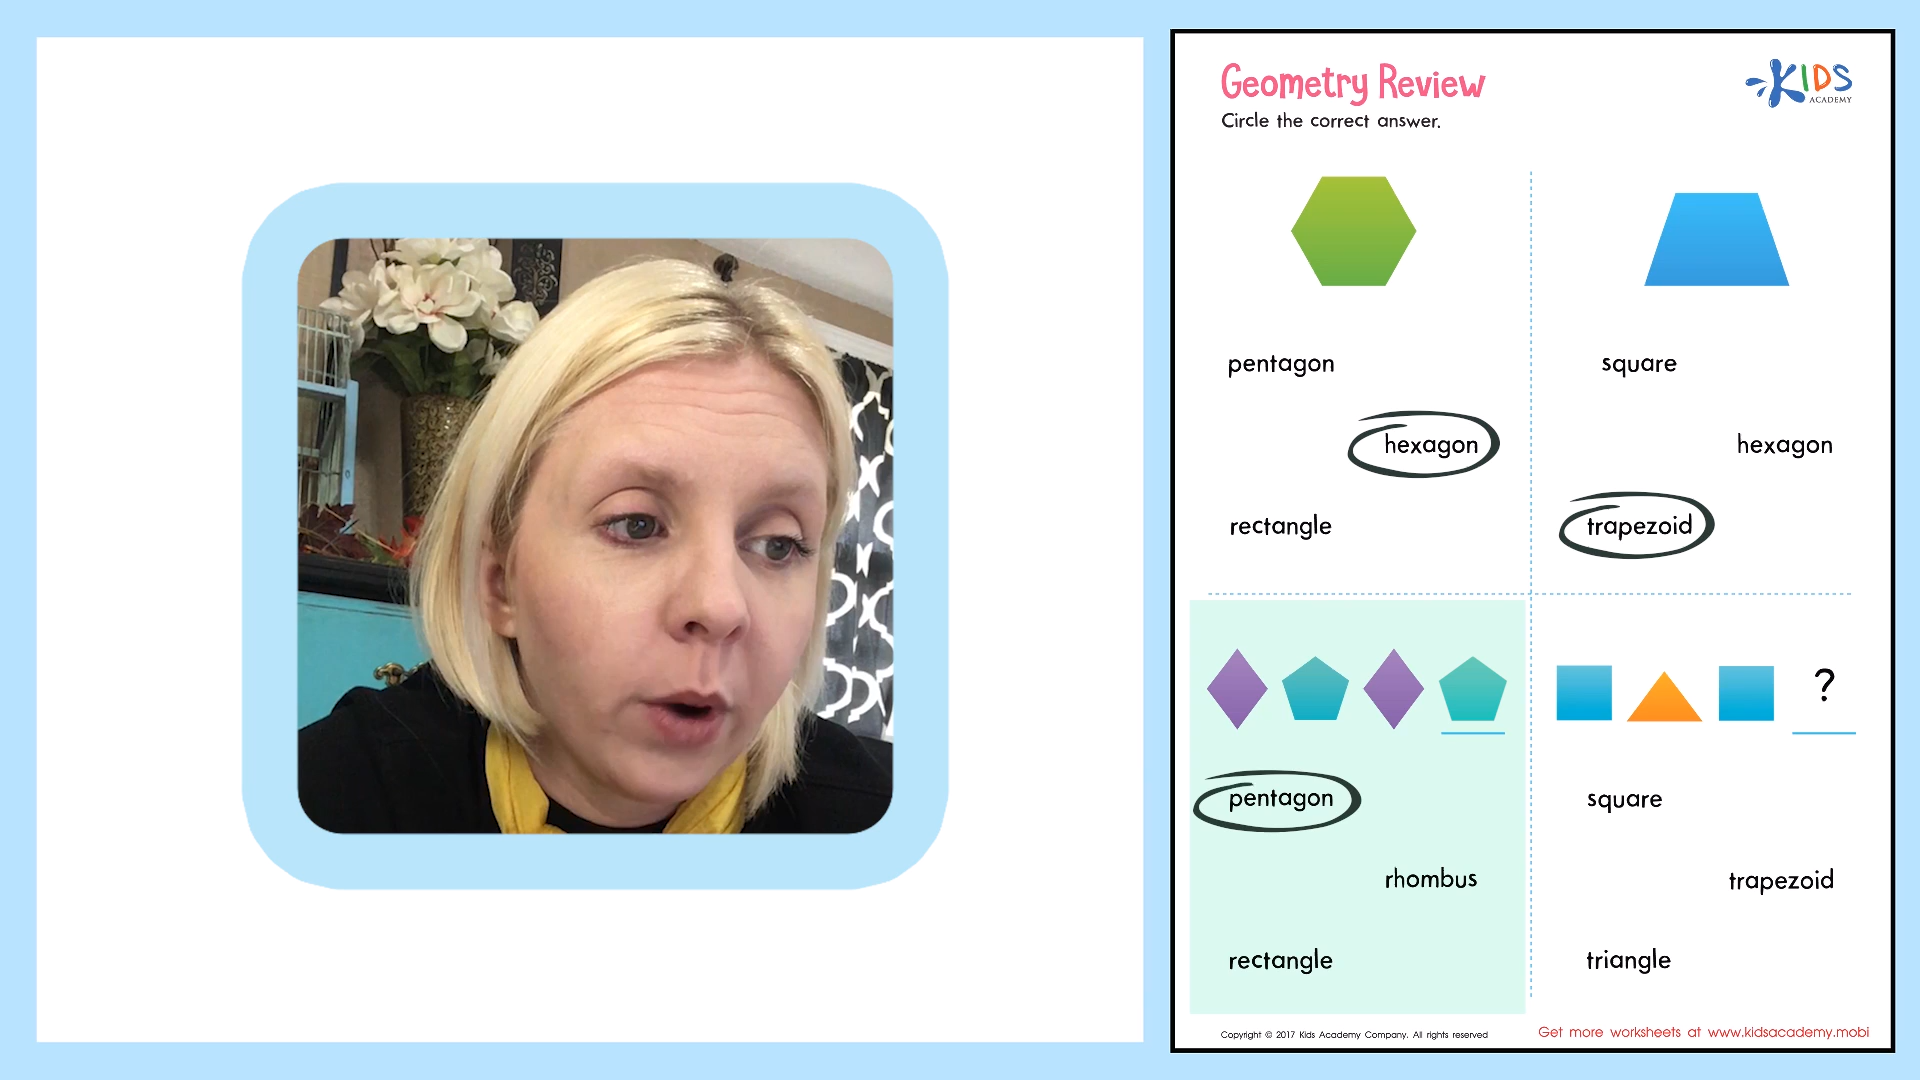 Geometry Review
KIDS
ACADEMY
Circle the correct answer.
pentagon
hexagon
rectangle
square
hexagon
trapezoid
pentagon
rhombus
rectangle
?
square
trapezoid
triangle
Copyright © 2017 Kids Academy Company. All rights reserved
Get more worksheets at www.kidsacademy.mobi